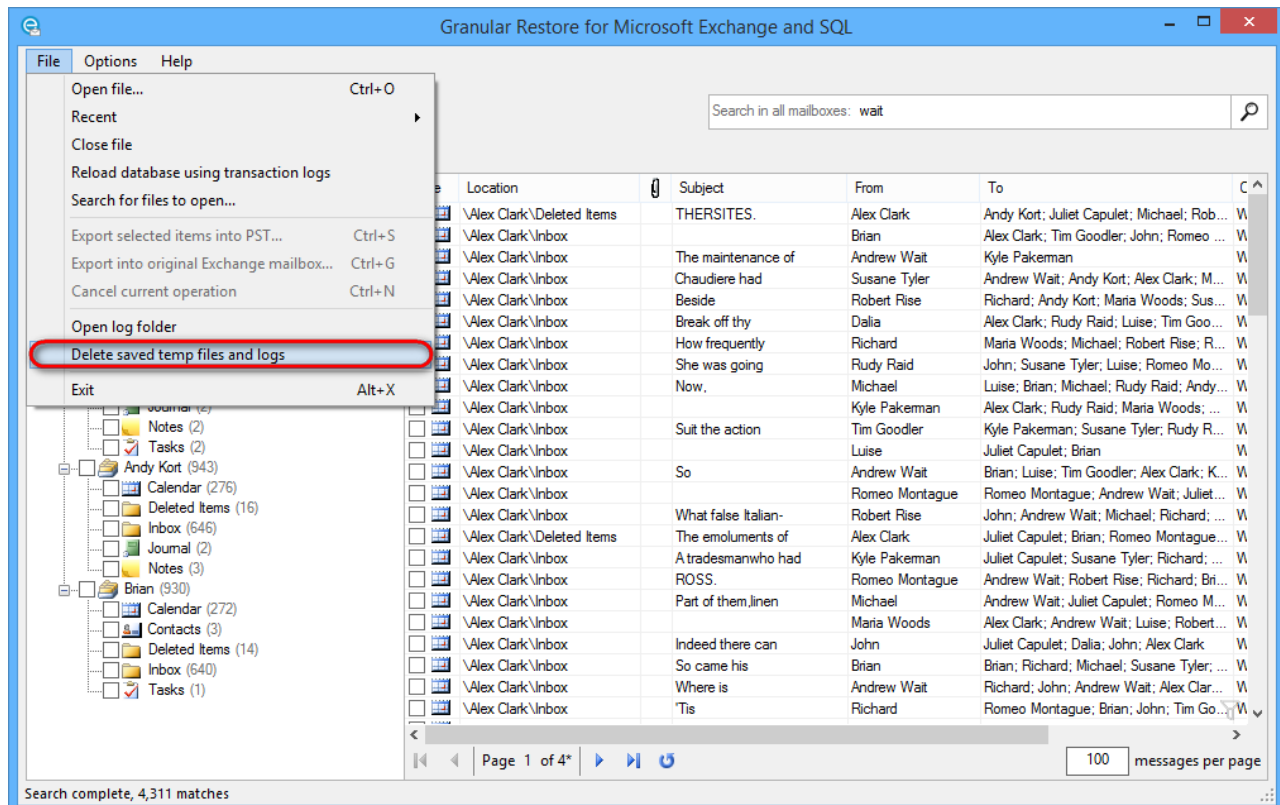 Granular Restore for Microsoft Exchange and SQL
File Options Help
Open file... Ctrl+O
Recent
Close file
Reload database using transaction logs
Search for files to open...
Export selected items into PST... Ctrl+S
Export into original Exchange mailbox... Ctrl+G
Cancel current operation Ctrl+N
Open log folder
Delete saved temp files and logs
Exit Alt+X
Search in all mailboxes: wait
Journal (2)
Notes (2)
Tasks (2)
Andy Kort (943)
Calendar (276)
Deleted Items (16)
Inbox (646)
Journal (2)
Notes (3)
Brian (930)
Calendar (272)
Contacts (3)
Deleted Items (14)
Inbox (640)
Tasks (1)
Location Subject From To
\Alex Clark\Deleted Items THERSITES. Alex Clark Andy Kort; Juliet Capulet; Michael; Rob...
\Alex Clark\Inbox Brian Alex Clark; Tim Goodler; John; Romeo ...
\Alex Clark\Inbox The maintenance of Andrew Wait Kyle Pakerman
\Alex Clark\Inbox Chaudiere had Susane Tyler Andrew Wait; Andy Kort; Alex Clark; M...
\Alex Clark\Inbox Beside Robert Rise Richard; Andy Kort; Maria Woods; Sus...
\Alex Clark\Inbox Break off thy Dalia Alex Clark; Rudy Raid; Luise; Tim Goo...
\Alex Clark\Inbox How frequently Richard Maria Woods; Michael; Robert Rise; R...
\Alex Clark\Inbox She was going Rudy Raid John; Susane Tyler; Luise; Romeo Mo...
\Alex Clark\Inbox Now, Michael Luise; Brian; Michael; Rudy Raid; Andy...
\Alex Clark\Inbox Kyle Pakerman Alex Clark; Rudy Raid; Maria Woods; ...
\Alex Clark\Inbox Suit the action Tim Goodler Kyle Pakerman; Susane Tyler; Rudy R...
\Alex Clark\Inbox Luise Juliet Capulet; Brian
\Alex Clark\Inbox So Andrew Wait Brian; Luise; Tim Goodler; Alex Clark; K...
\Alex Clark\Inbox Romeo Montague Romeo Montague; Andrew Wait; Juliet...
\Alex Clark\Inbox What false Italian- Robert Rise John; Andrew Wait; Michael; Richard; ...
\Alex Clark\Deleted Items The emoluments of Alex Clark Juliet Capulet; Brian; Romeo Montague...
\Alex Clark\Inbox A tradesmanwho had Kyle Pakerman Juliet Capulet; Susane Tyler; Richard; ...
\Alex Clark\Inbox ROSS. Romeo Montague Andrew Wait; Robert Rise; Richard; Bri...
\Alex Clark\Inbox Part of them,linen Michael Andrew Wait; Juliet Capulet; Romeo M...
\Alex Clark\Inbox Maria Woods Alex Clark; Andrew Wait; Luise; Robert...
\Alex Clark\Inbox Indeed there can John Juliet Capulet; Dalia; John; Alex Clark
\Alex Clark\Inbox So came his Brian Brian; Richard; Michael; Susane Tyler; ...
\Alex Clark\Inbox Where is Andrew Wait Richard; John; Andrew Wait; Alex Clar...
\Alex Clark\Inbox 'Tis Richard Romeo Montague; Brian; John; Tim Go...
Page 1 of 4* 100 messages per page
Search complete, 4,311 matches